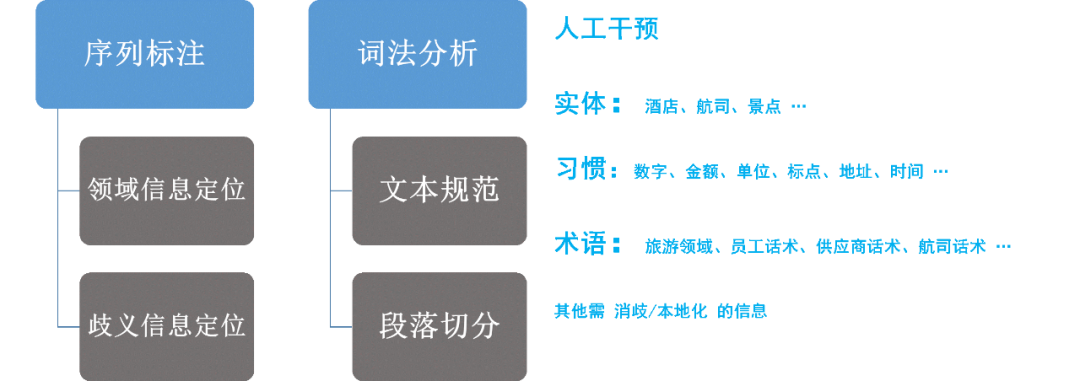 序列标注
领域信息定位
歧义信息定位
词法分析
文本规范
段落切分
人工干预
实体： 酒店、航司、景点 …
习惯： 数字、金额、单位、标点、地址、时间 …
术语： 旅游领域、员工话术、供应商话术、航司话术 …
其他需 消歧/本地化 的信息